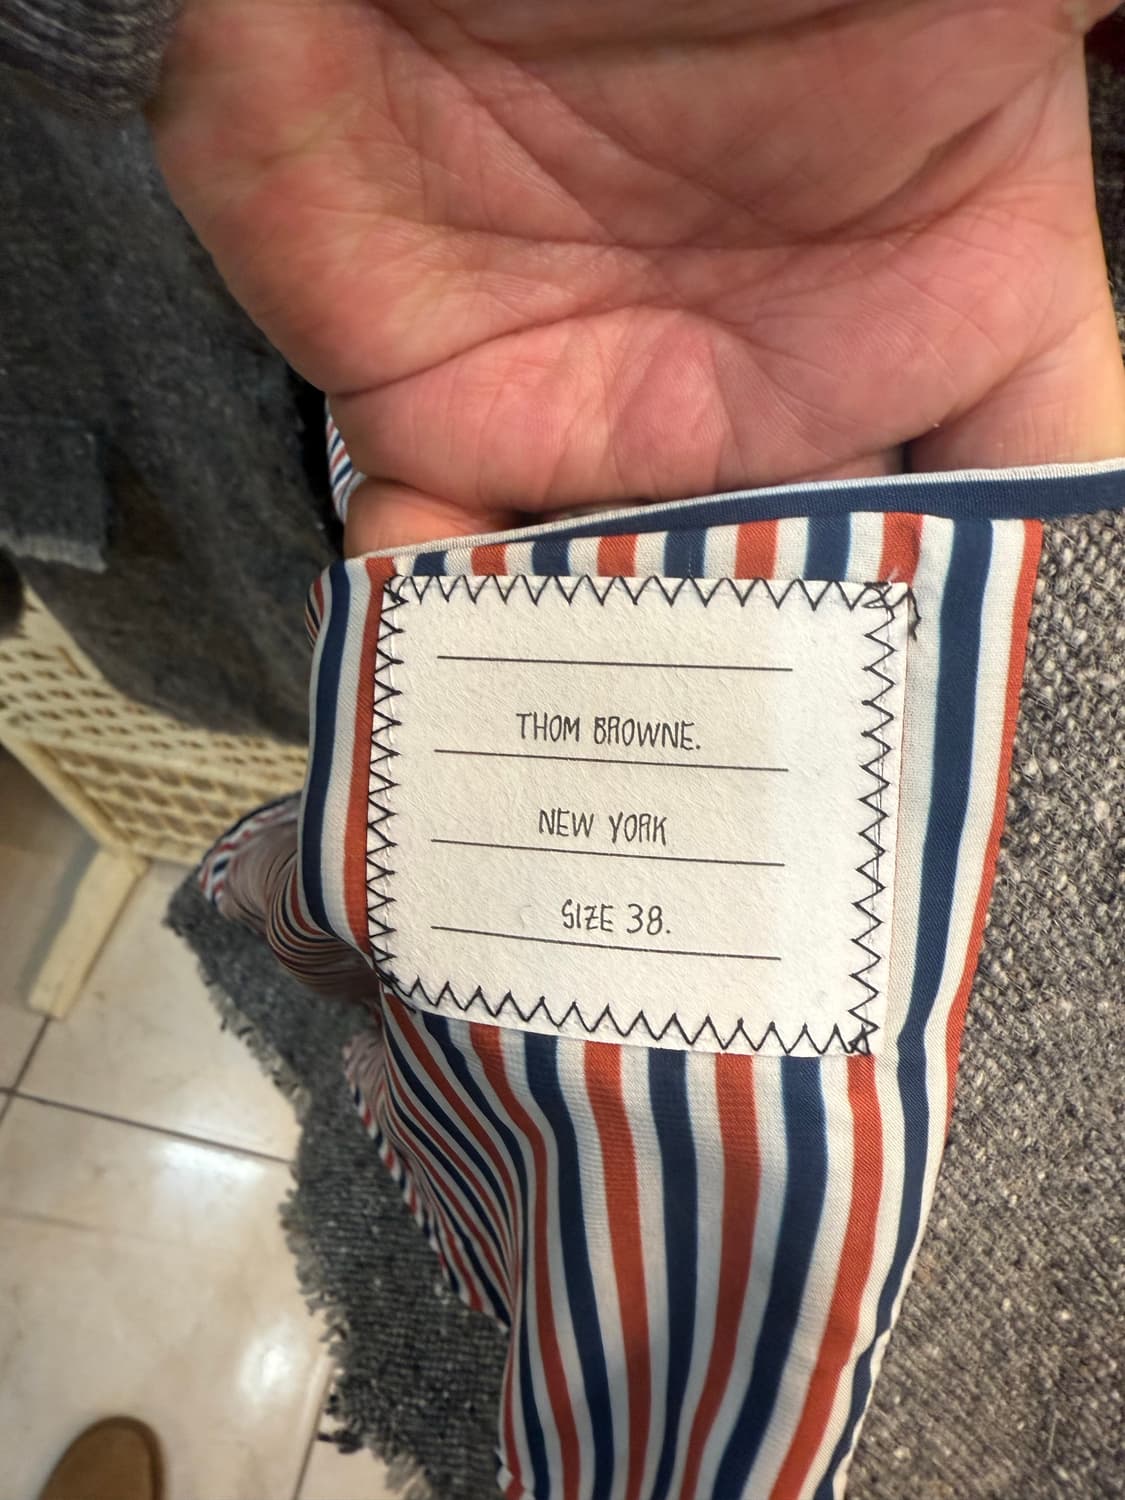 THOM BROWNE.
NEW YORK
SIZE 38.